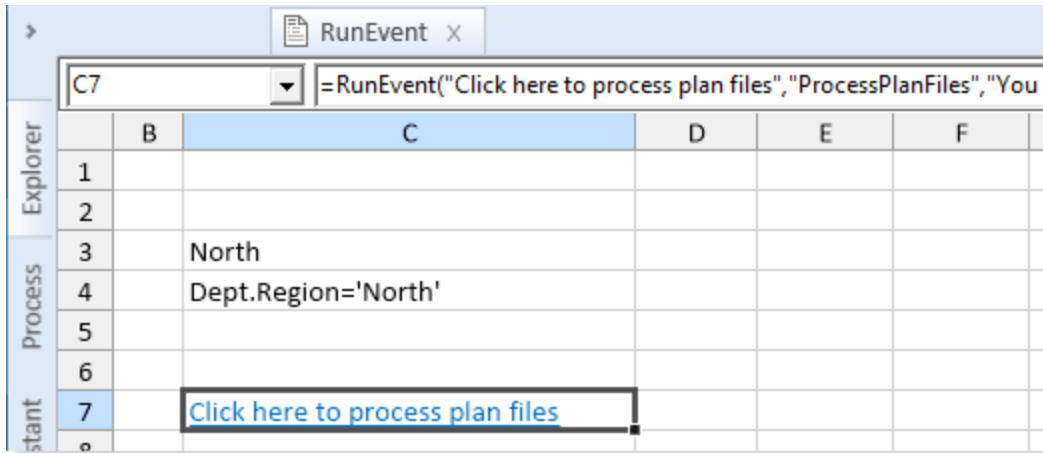 RunEvent
C7 =RunEvent("Click here to process plan files","ProcessPlanFiles","You
B C D E F
1
2
3 North
4 Dept.Region='North'
5
6
7 Click here to process plan files
Explorer
Process